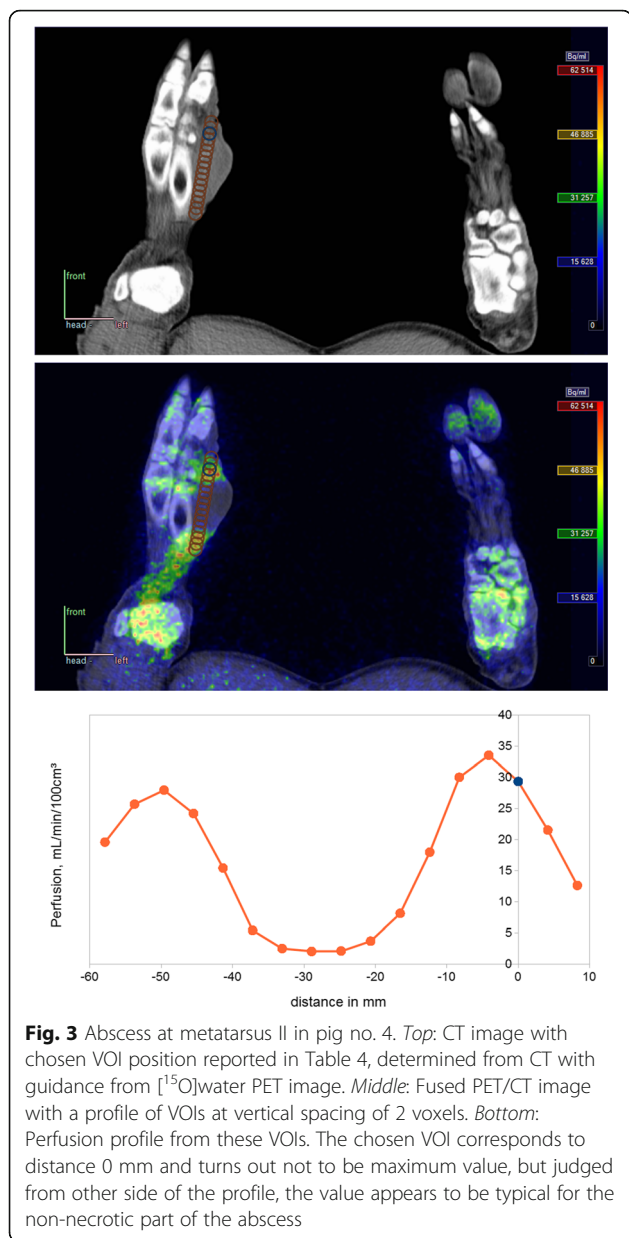 Bq/ml
62 514
46 885
31 257
15 628
0
front
head - left
Bq/ml
62 514
46 885
31 257
15 628
0
front
head - left
Perfusion, mL/min/100cm³
40
35
30
25
20
15
10
5
0
-60 -50 -40 -30 -20 -10 0 10
distance in mm
Fig. 3 Abscess at metatarsus II in pig no. 4. Top: CT image with
chosen VOI position reported in Table 4, determined from CT with
guidance from [¹⁵O]water PET image. Middle: Fused PET/CT image
with a profile of VOIs at vertical spacing of 2 voxels. Bottom:
Perfusion profile from these VOIs. The chosen VOI corresponds to
distance 0 mm and turns out not to be maximum value, but judged
from other side of the profile, the value appears to be typical for the
non-necrotic part of the abscess